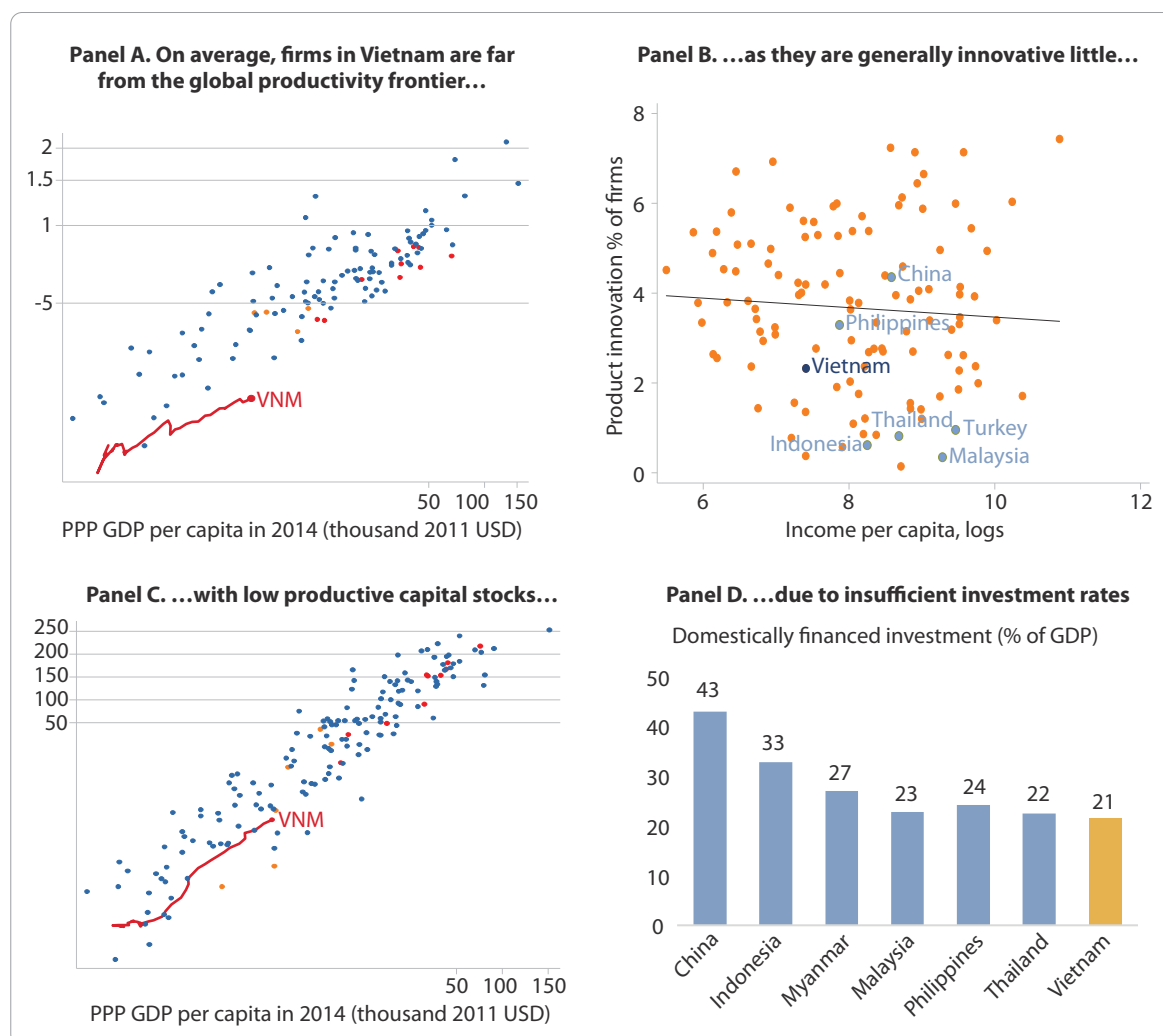 Panel A. On average, firms in Vietnam are far
from the global productivity frontier…
2
1.5
1
-5
VNM
50 100 150
PPP GDP per capita in 2014 (thousand 2011 USD)
Panel B. …as they are generally innovative little…
Product innovation % of firms
8
6
4
2
0
China
Philippines
Vietnam
Thailand
Turkey
Indonesia
Malaysia
6 8 10 12
Income per capita, logs
Panel C. …with low productive capital stocks…
250
200
150
100
50
VNM
50 100 150
PPP GDP per capita in 2014 (thousand 2011 USD)
Panel D. …due to insufficient investment rates
Domestically financed investment (% of GDP)
50
40
30
20
10
0
43
33
27
23
24
22
21
China
Indonesia
Myanmar
Malaysia
Philippines
Thailand
Vietnam